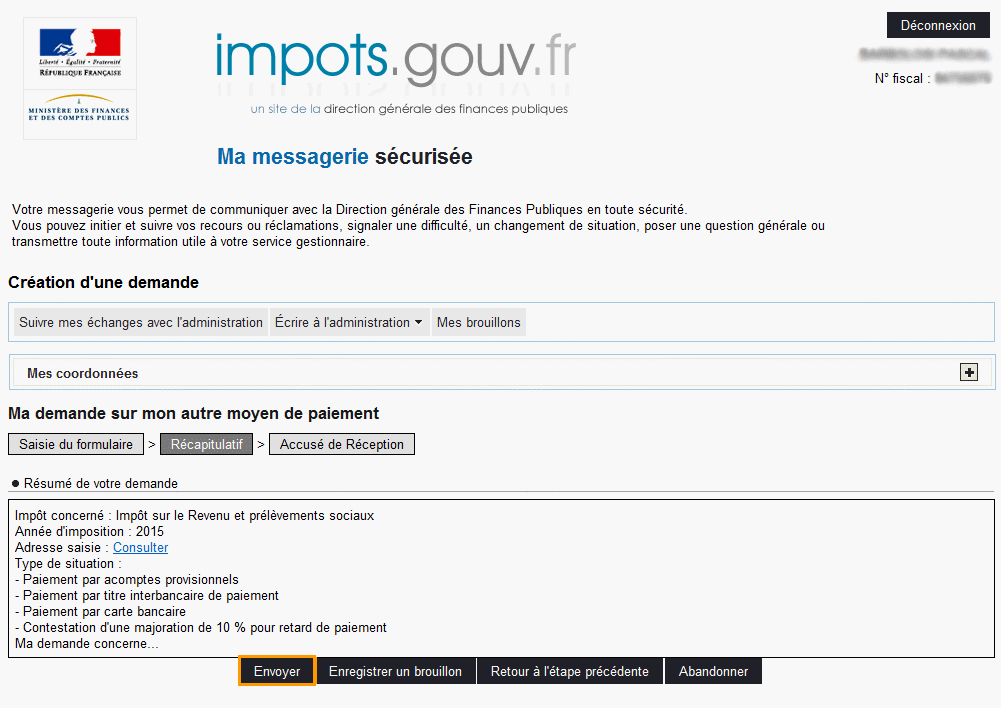 Déconnexion
N° fiscal :
Liberté • Égalité • Fraternité
RÉPUBLIQUE FRANÇAISE
MINISTÈRE DES FINANCES
ET DES COMPTES PUBLICS
impots.gouv.fr
un site de la direction générale des finances publiques
Ma messagerie sécurisée
Votre messagerie vous permet de communiquer avec la Direction générale des Finances Publiques en toute sécurité.
Vous pouvez initier et suivre vos recours ou réclamations, signaler une difficulté, un changement de situation, poser une question générale ou
transmettre toute information utile à votre service gestionnaire.
Création d'une demande
Suivre mes échanges avec l'administration Écrire à l'administration Mes brouillons
Mes coordonnées
Ma demande sur mon autre moyen de paiement
Saisie du formulaire > Récapitulatif > Accusé de Réception
● Résumé de votre demande
Impôt concerné : Impôt sur le Revenu et prélèvements sociaux
Année d'imposition : 2015
Adresse saisie : Consulter
Type de situation :
- Paiement par acomptes provisionnels
- Paiement par titre interbancaire de paiement
- Paiement par carte bancaire
- Contestation d'une majoration de 10 % pour retard de paiement
Ma demande concerne...
Envoyer Enregistrer un brouillon Retour à l'étape précédente Abandonner